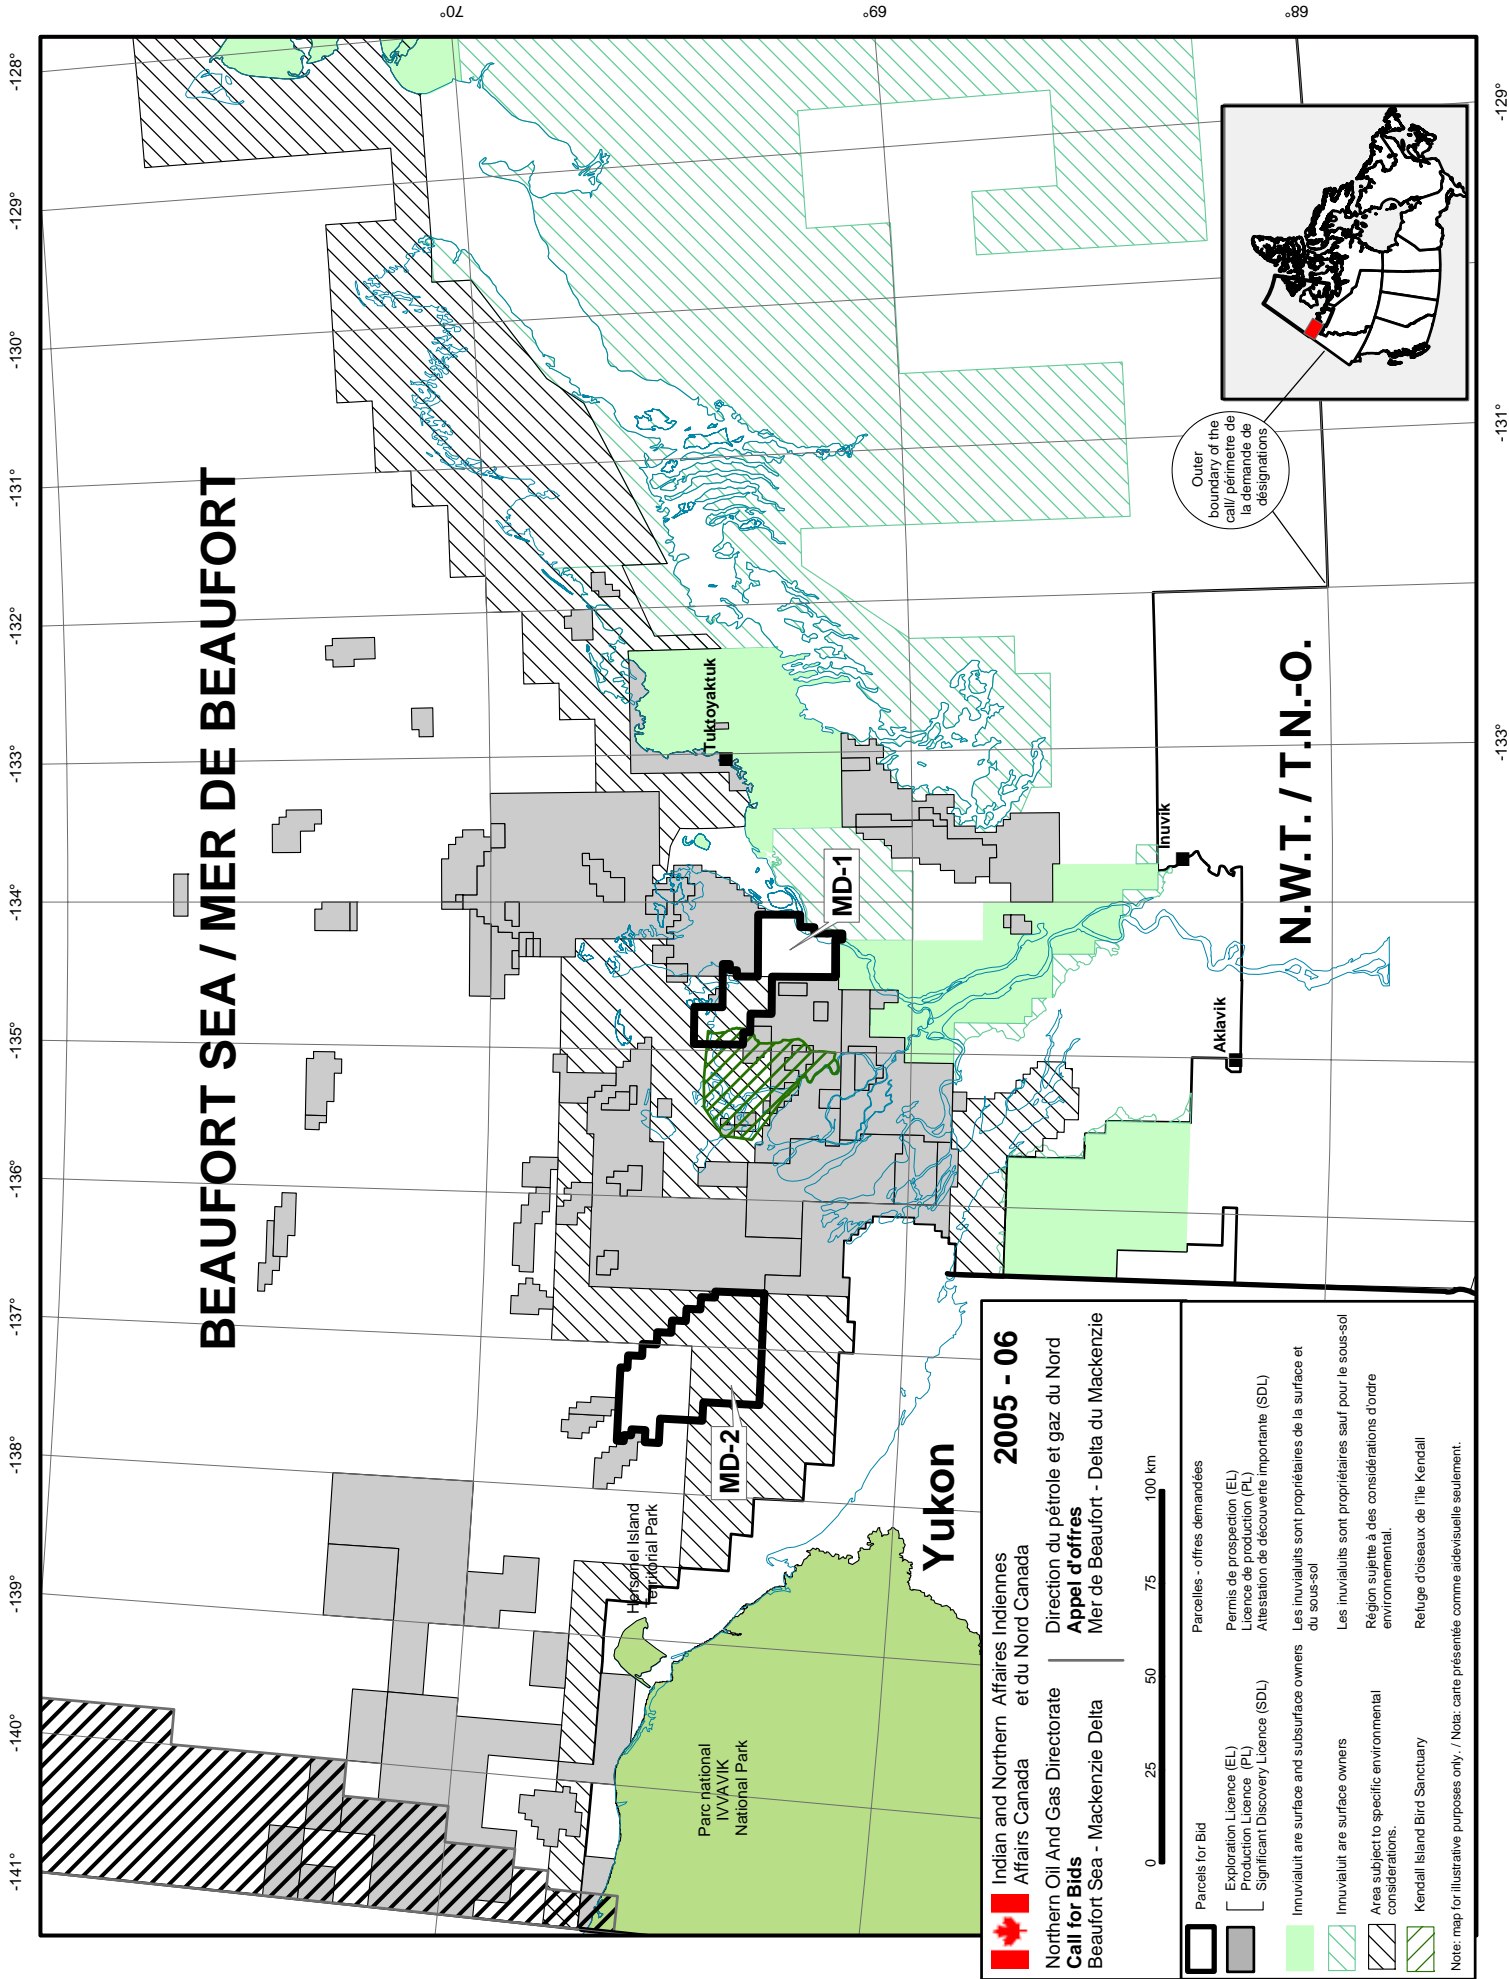 BEAUFORT SEA / MER DE BEAUFORT
-141°
-140°
-139°
-138°
-137°
-136°
-135°
-134°
-133°
-132°
-131°
-130°
-129°
-128°
70°
69°
68°
-133°
-131°
-129°
Tuktoyaktuk
MD-1
MD-2
Inuvik
Aklavik
N.W.T. / T.N.-O.
Yukon
Herschel Island
Territorial Park
Parc national
IVVAVIK
National Park
Outer
boundary of the
call/ périmetre de
la demande de
désignations
Indian and Northern Affaires Indiennes
Affairs Canada et du Nord Canada
2005 - 06
Northern Oil And Gas Directorate
Call for Bids
Beaufort Sea - Mackenzie Delta
Direction du pétrole et gaz du Nord
Appel d'offres
Mer de Beaufort - Delta du Mackenzie
0 25 50 75 100 km
Parcels for Bid
Parcelles - offres demandées
Exploration Licence (EL)
Production Licence (PL)
Significant Discovery Licence (SDL)
Permis de prospection (EL)
Licence de production (PL)
Attestation de découverte importante (SDL)
Innuvialuit are surface and subsurface owners
Les inuvialuits sont propriétaires de la surface et
du sous-sol
Innuvialuit are surface owners
Les inuvialuits sont propriétaires sauf pour le sous-sol
Area subject to specific environmental
considerations.
Région sujette à des considérations d'ordre
environnemental.
Kendall Island Bird Sanctuary
Refuge d'oiseaux de l'île Kendall
Note: map for illustrative purposes only. / Nota: carte présentée comme aidevisuelle seulement.